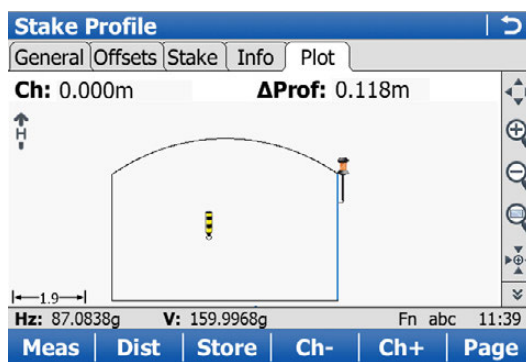 Stake Profile
General Offsets Stake Info Plot
Ch: 0.000m ΔProf: 0.118m
H
1.9
Hz: 87.0838g V: 159.9968g Fn abc 11:39
Meas Dist Store Ch- Ch+ Page